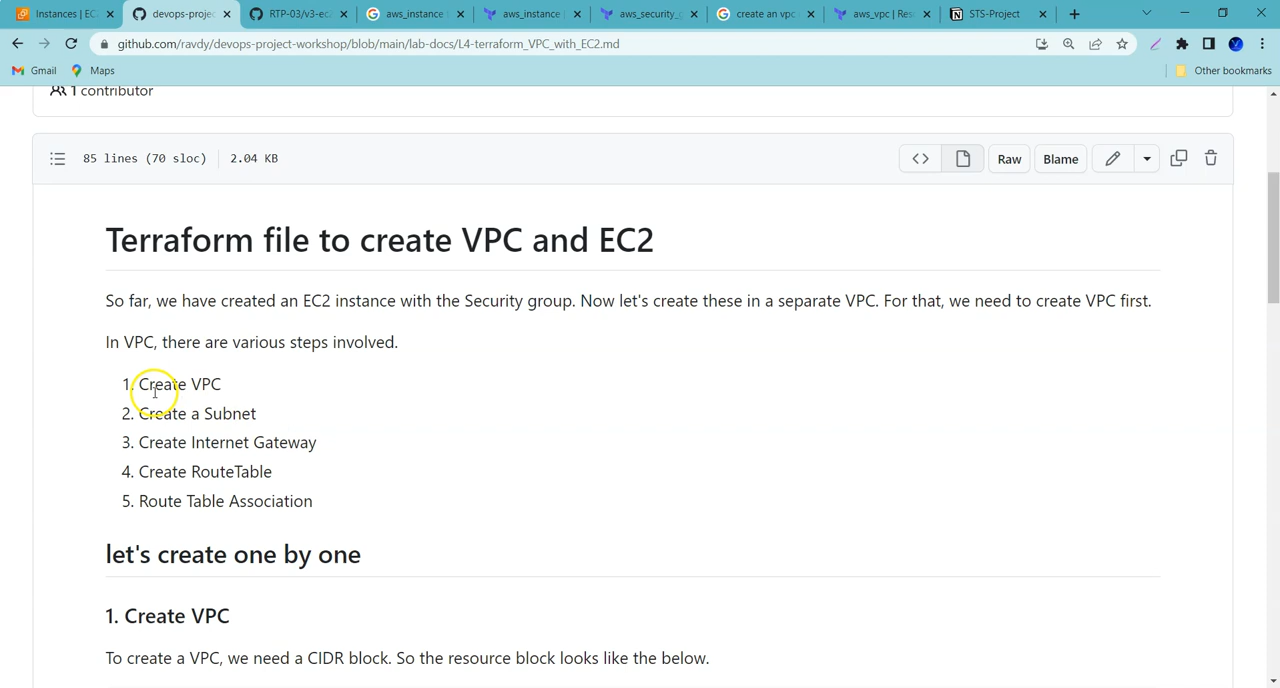 Instances | EC
devops-proje
RTP-03/v3-ec
aws_instance
aws_instance
aws_security_
create an vpc
aws_vpc | Res
STS-Project
github.com/ravdy/devops-project-workshop/blob/main/lab-docs/L4-terraform_VPC_with_EC2.md
Gmail
Maps
Other bookmarks
1 contributor
85 lines (70 sloc)
2.04 KB
Raw
Blame
Terraform file to create VPC and EC2
So far, we have created an EC2 instance with the Security group. Now let's create these in a separate VPC. For that, we need to create VPC first.
In VPC, there are various steps involved.
1. Create VPC
2. Create a Subnet
3. Create Internet Gateway
4. Create RouteTable
5. Route Table Association
let's create one by one
1. Create VPC
To create a VPC, we need a CIDR block. So the resource block looks like the below.